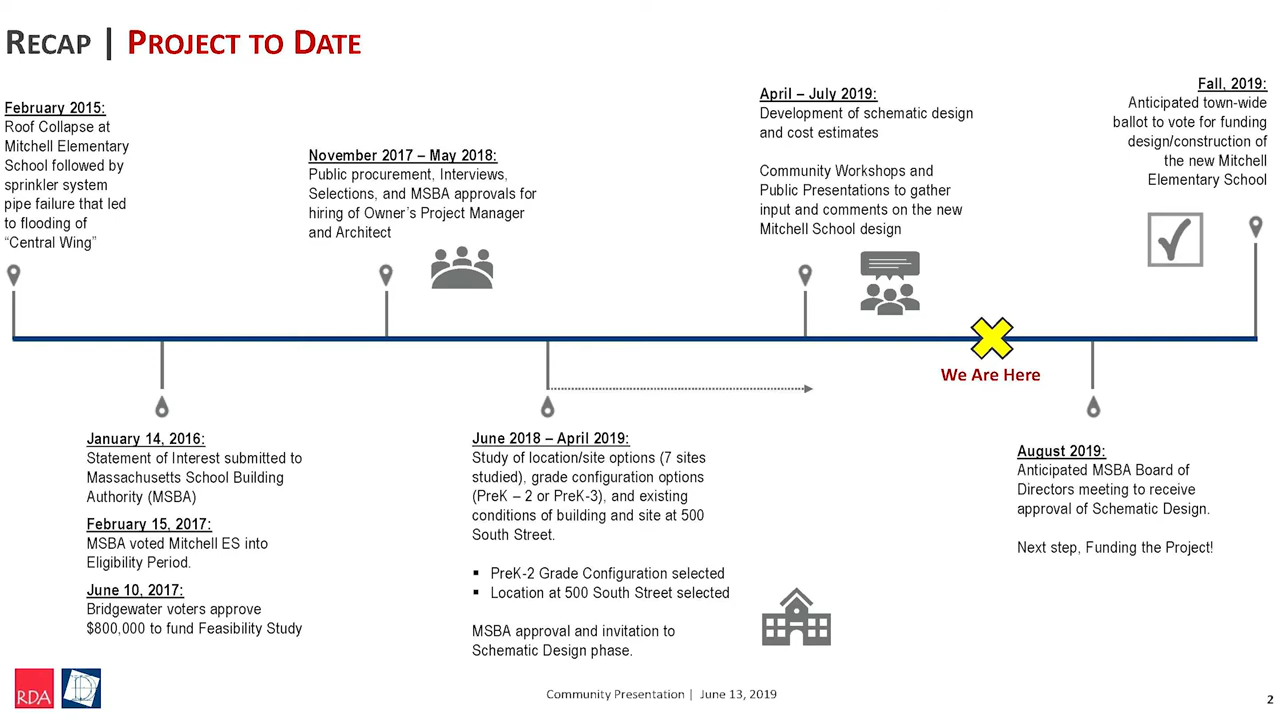 RECAP | PROJECT TO DATE
February 2015:
Roof Collapse at
Mitchell Elementary
School followed by
sprinkler system
pipe failure that led
to flooding of
“Central Wing”
November 2017 – May 2018:
Public procurement, Interviews,
Selections, and MSBA approvals for
hiring of Owner’s Project Manager
and Architect
April – July 2019:
Development of schematic design
and cost estimates
Community Workshops and
Public Presentations to gather
input and comments on the new
Mitchell School design
Fall, 2019:
Anticipated town-wide
ballot to vote for funding
design/construction of
the new Mitchell
Elementary School
We Are Here
January 14, 2016:
Statement of Interest submitted to
Massachusetts School Building
Authority (MSBA)
February 15, 2017:
MSBA voted Mitchell ES into
Eligibility Period.
June 10, 2017:
Bridgewater voters approve
$800,000 to fund Feasibility Study
June 2018 – April 2019:
Study of location/site options (7 sites
studied), grade configuration options
(PreK – 2 or PreK-3), and existing
conditions of building and site at 500
South Street.
▪ PreK-2 Grade Configuration selected
▪ Location at 500 South Street selected
MSBA approval and invitation to
Schematic Design phase.
August 2019:
Anticipated MSBA Board of
Directors meeting to receive
approval of Schematic Design.
Next step, Funding the Project!
RDA
Community Presentation | June 13, 2019
2